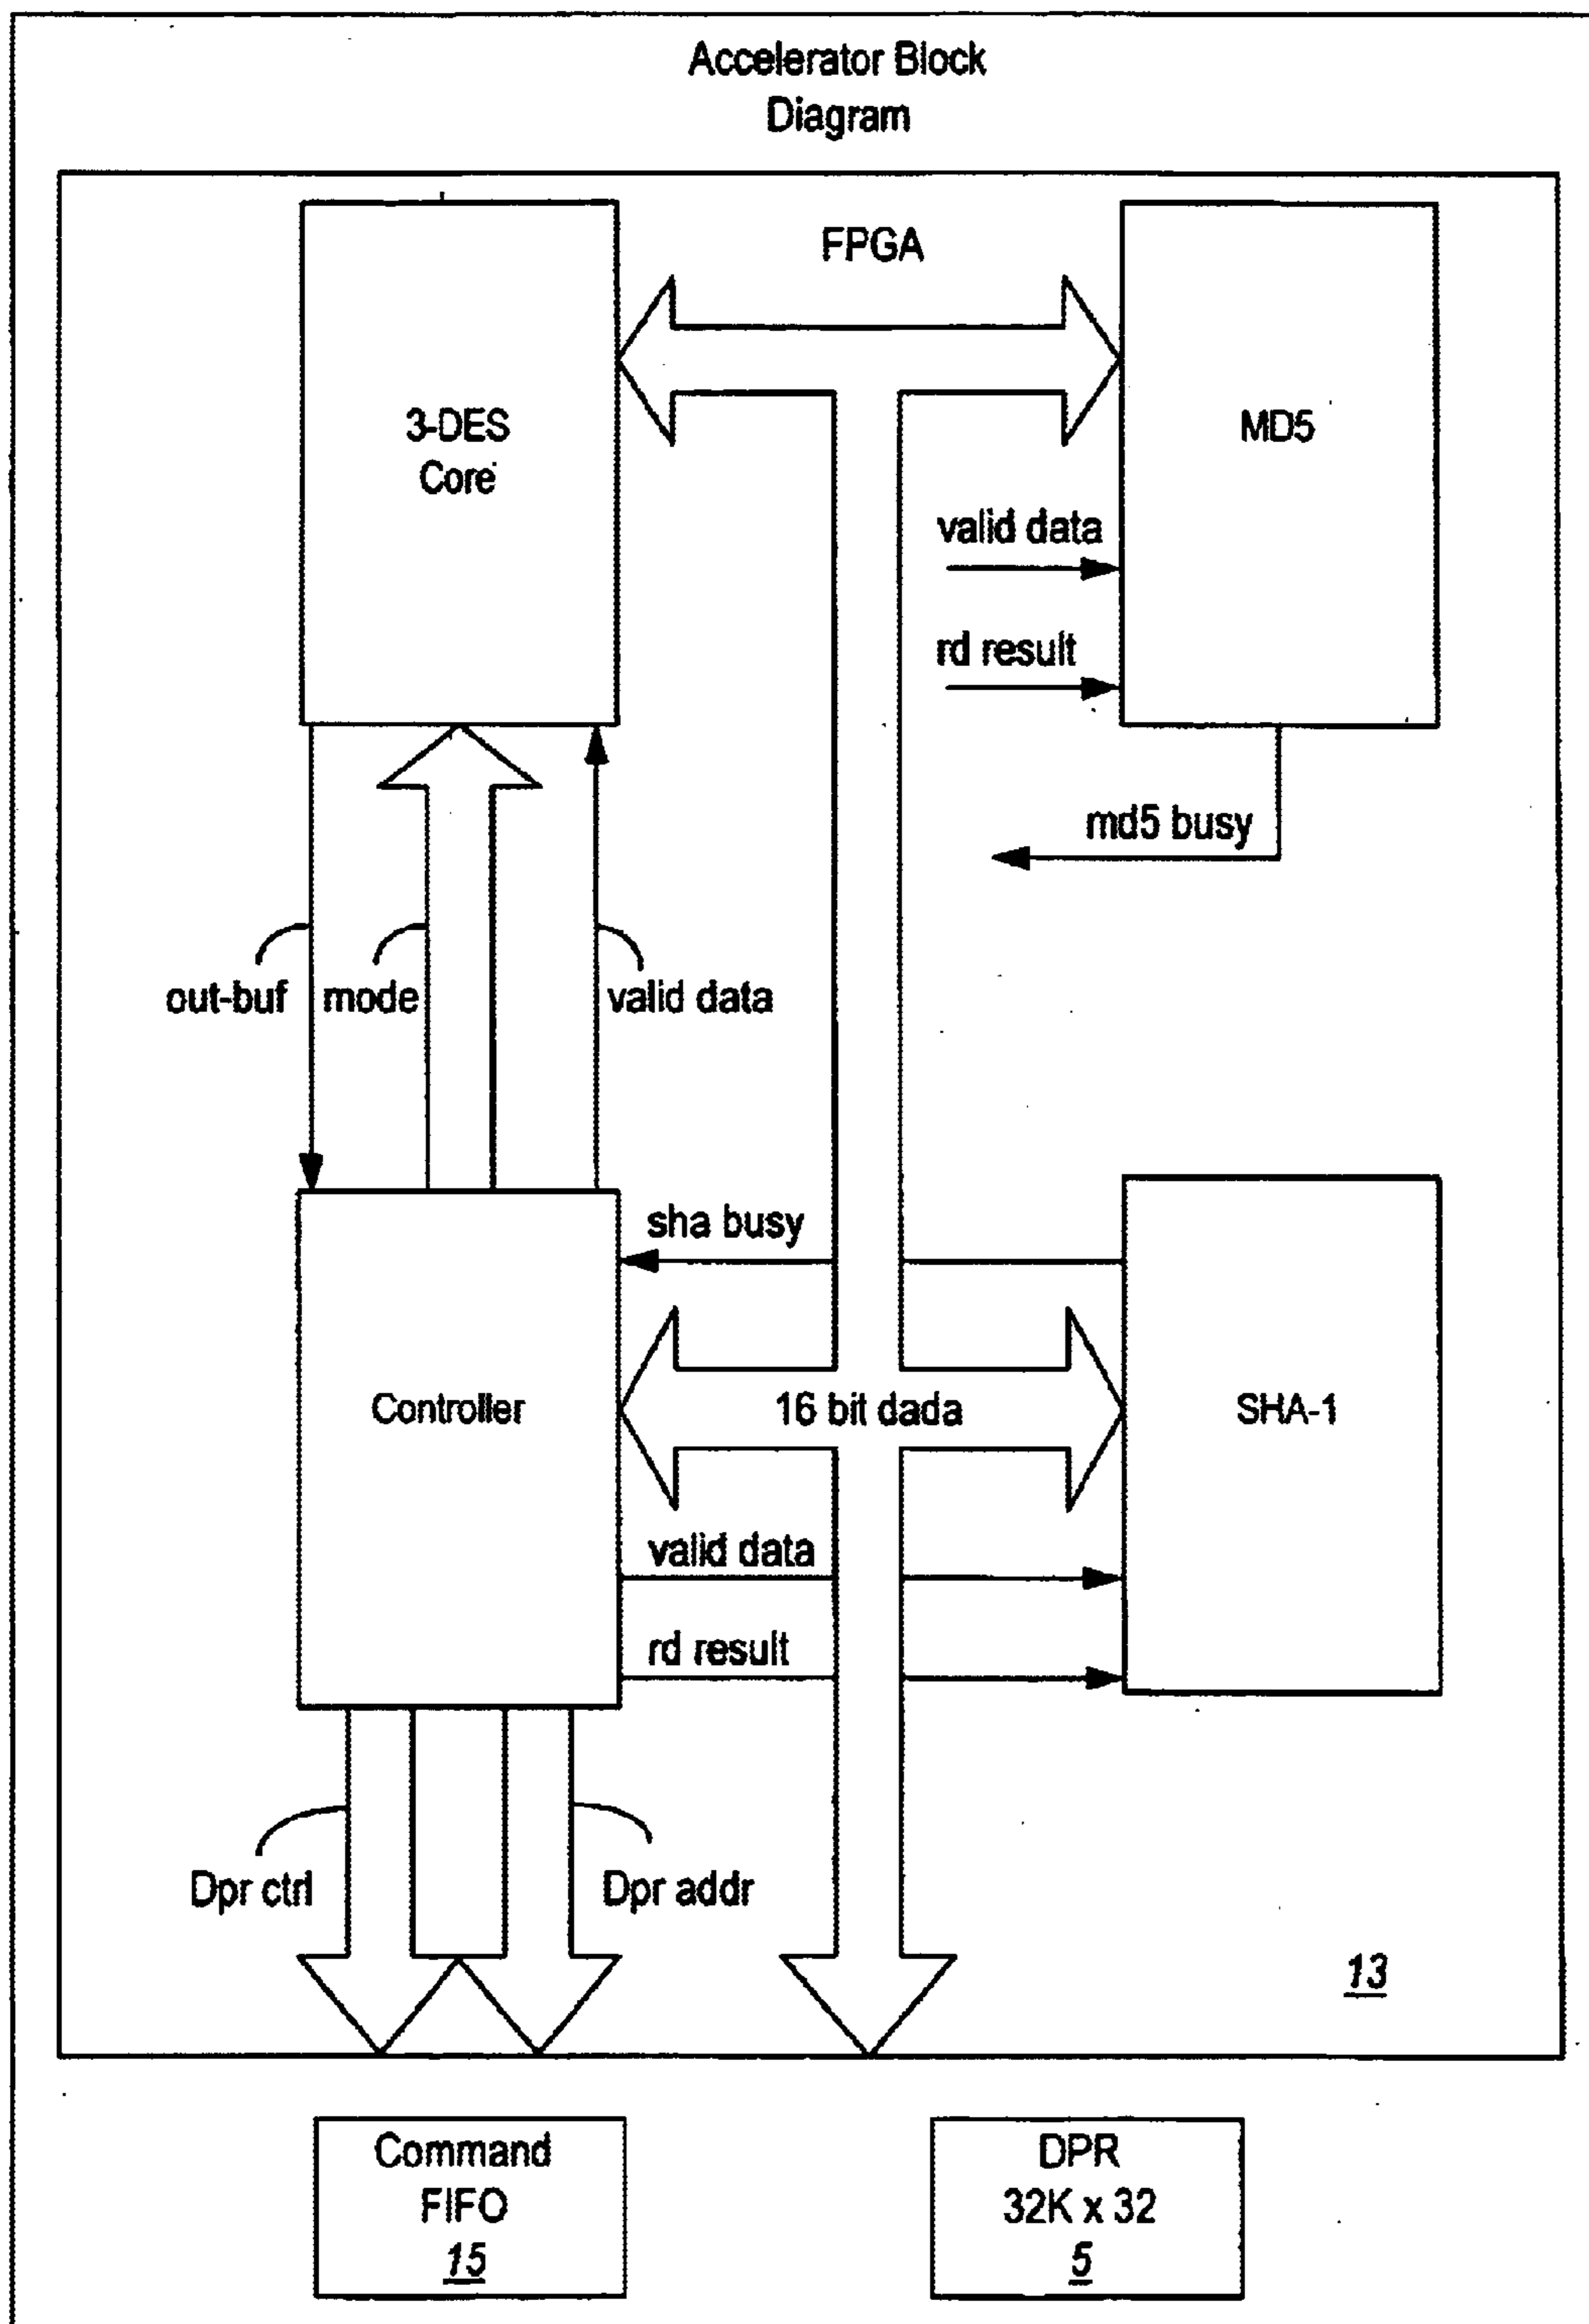 Accelerator Block
Diagram
FPGA
3-DES
Core
MD5
valid data
rd result
md5 busy
out-buf
mode
valid data
sha busy
Controller
16 bit dada
SHA-1
valid data
rd result
Dpr ctrl
Dpr addr
13
Command
FIFO
15
DPR
32K x 32
5